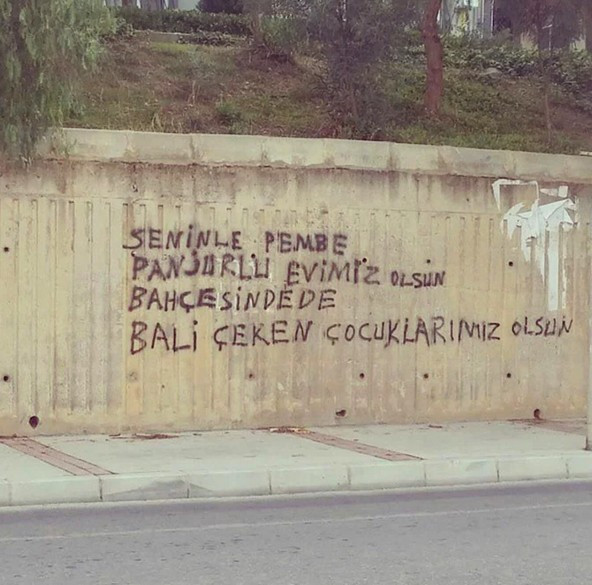 SENİNLE PEMBE
PANJURLU EVİMİZ OLSUN
BAHÇESİNDEDE
BALİ ÇEKEN ÇOCUKLARIMIZ OLSUN